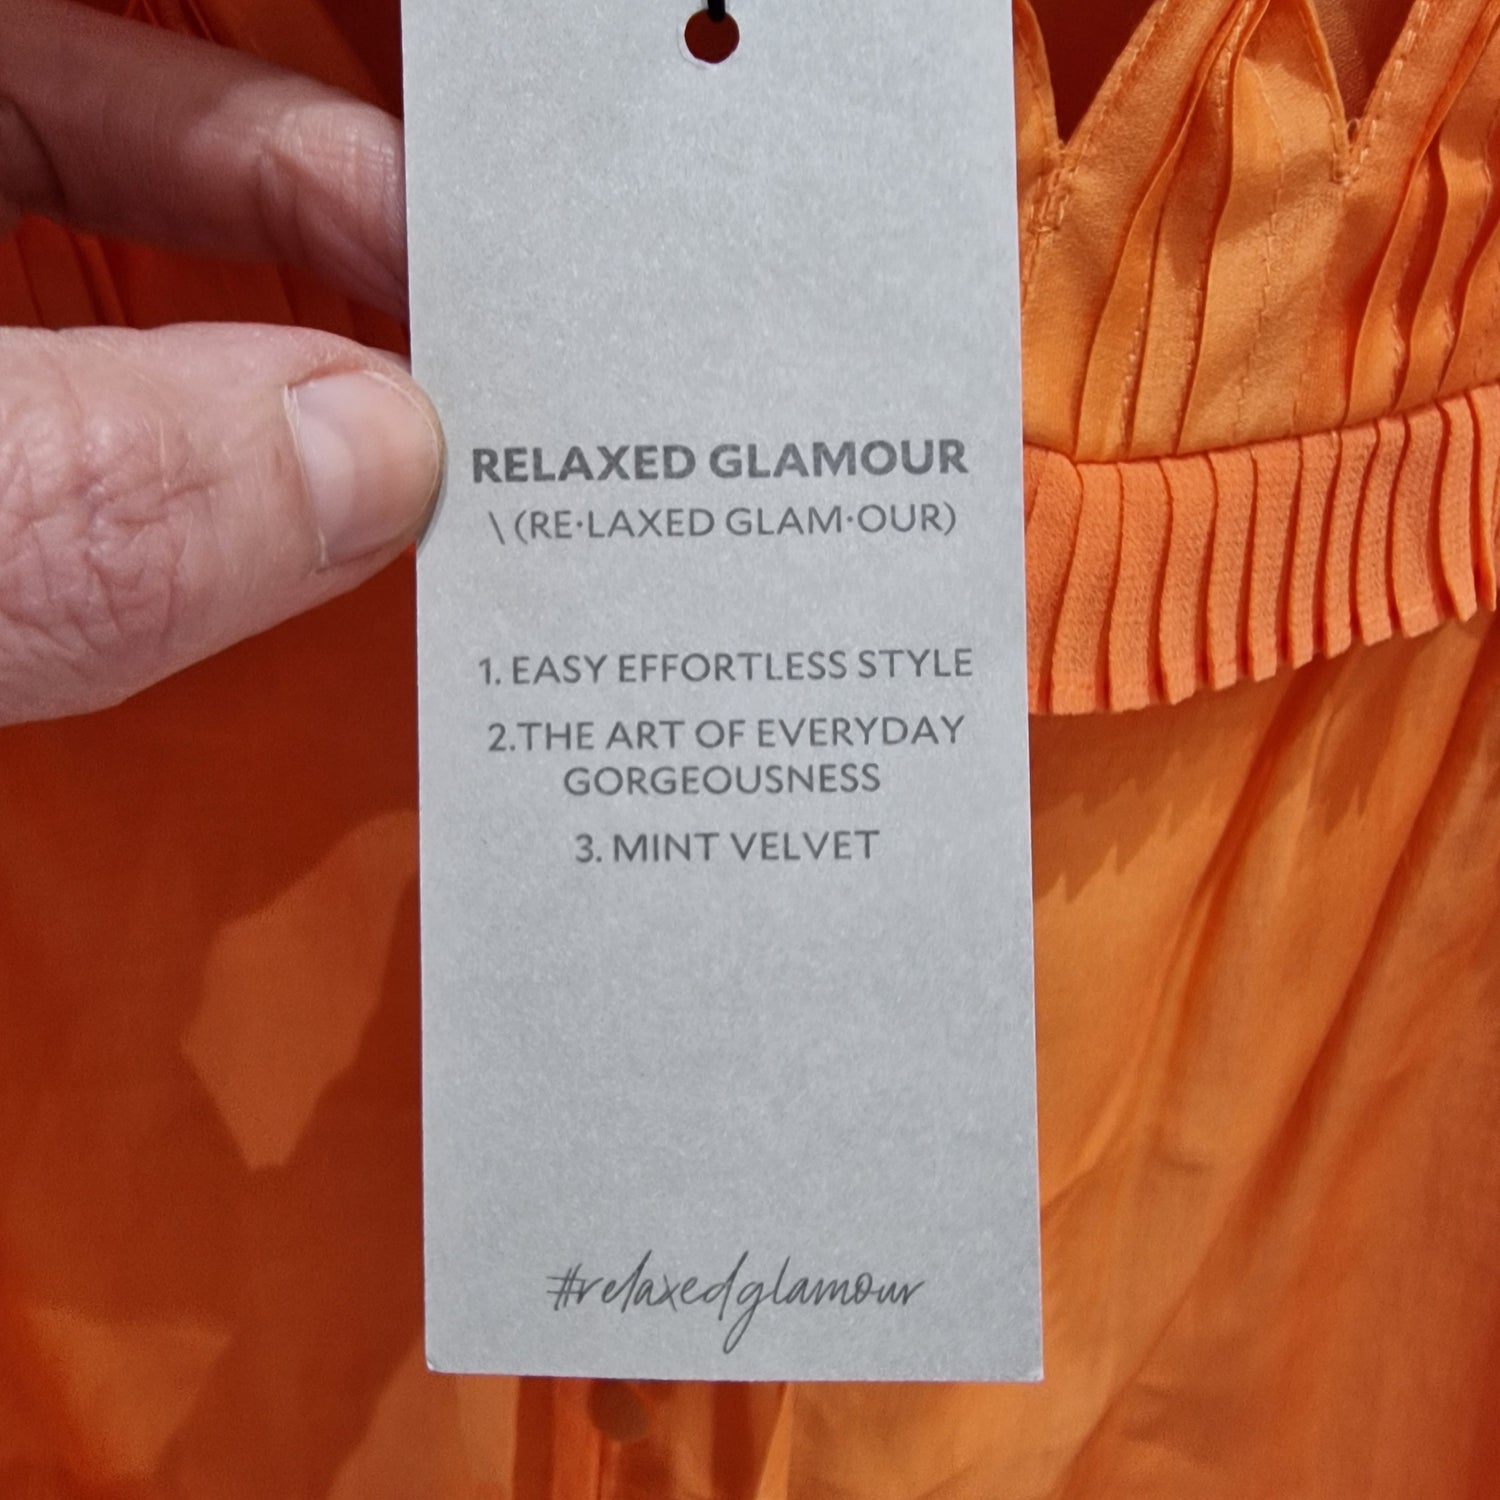 RELAXED GLAMOUR
\ (RE·LAXED GLAM·OUR)
1. EASY EFFORTLESS STYLE
2.THE ART OF EVERYDAY
GORGEOUSNESS
3. MINT VELVET
#relaxedglamour